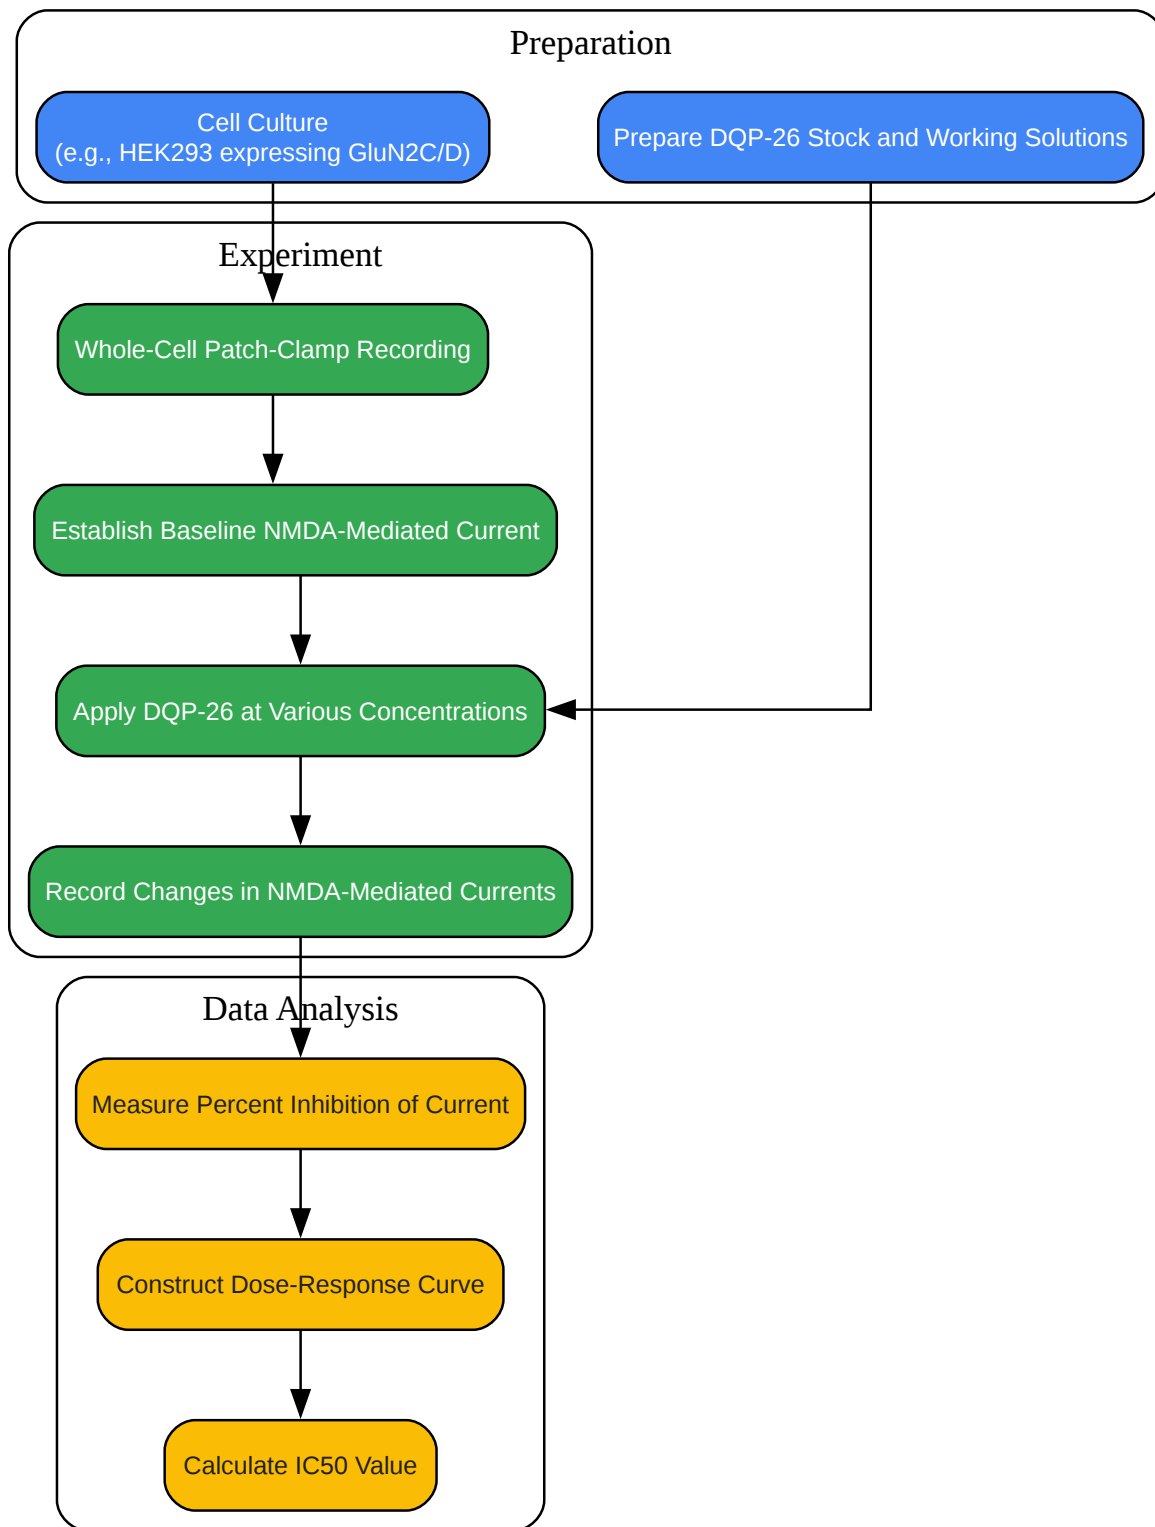 Preparation
Cell Culture
(e.g., HEK293 expressing GluN2C/D)
Prepare DQP-26 Stock and Working Solutions
Experiment
Whole-Cell Patch-Clamp Recording
Establish Baseline NMDA-Mediated Current
Apply DQP-26 at Various Concentrations
Record Changes in NMDA-Mediated Currents
Data Analysis
Measure Percent Inhibition of Current
Construct Dose-Response Curve
Calculate IC50 Value